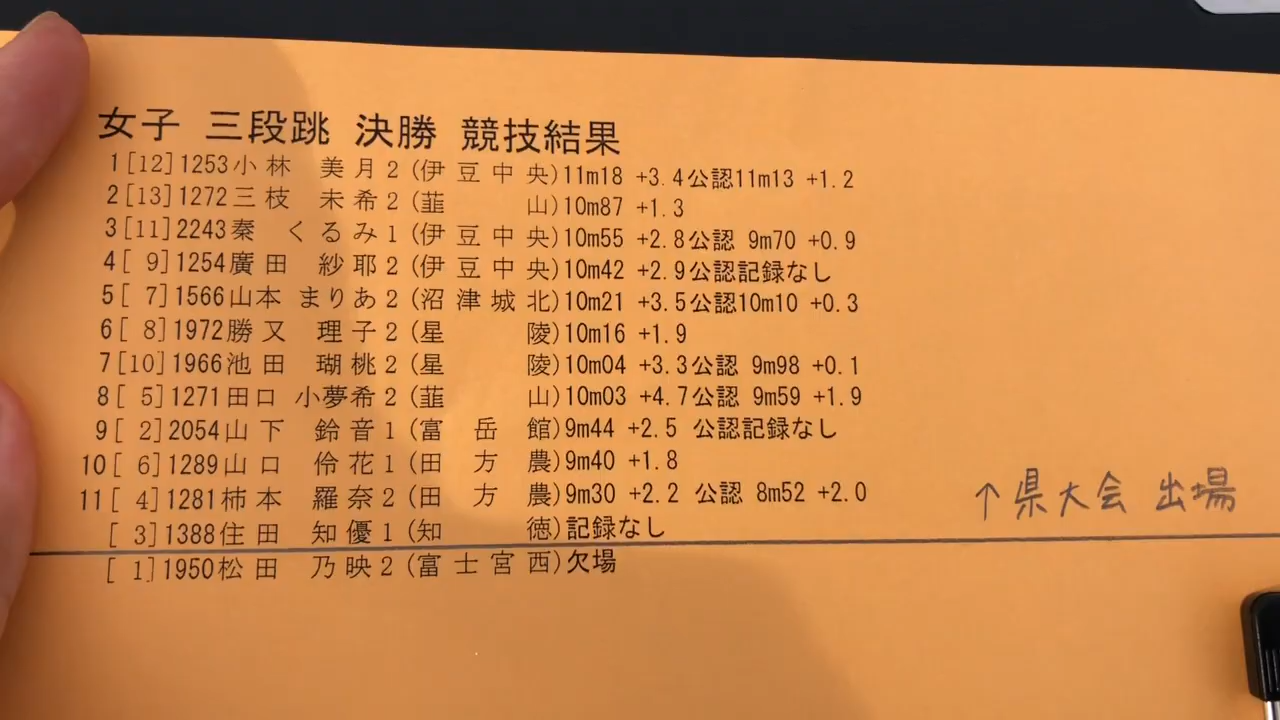 女子 三段跳 決勝 競技結果
1[12]1253小林 美月2(伊豆中央)11m18 +3.4公認11m13 +1.2
2[13]1272三枝 未希2(韮 山)10m87 +1.3
3[11]2243秦 くるみ1(伊豆中央)10m55 +2.8公認 9m70 +0.9
4[ 9]1254廣田 紗耶2(伊豆中央)10m42 +2.9公認記録なし
5[ 7]1566山本 まりあ2(沼津城北)10m21 +3.5公認10m10 +0.3
6[ 8]1972勝又 理子2(星 陵)10m16 +1.9
7[10]1966池田 瑚桃2(星 陵)10m04 +3.3公認 9m98 +0.1
8[ 5]1271田口 小夢希2(韮 山)10m03 +4.7公認 9m59 +1.9
9[ 2]2054山下 鈴音1(富岳館)9m44 +2.5 公認記録なし
10[ 6]1289山口 伶花1(田方農)9m40 +1.8
11[ 4]1281柿本 羅奈2(田方農)9m30 +2.2 公認 8m52 +2.0
↑県大会 出場
[ 3]1388住田 知優1(知 徳)記録なし
[ 1]1950松田 乃映2(富士宮西)欠場